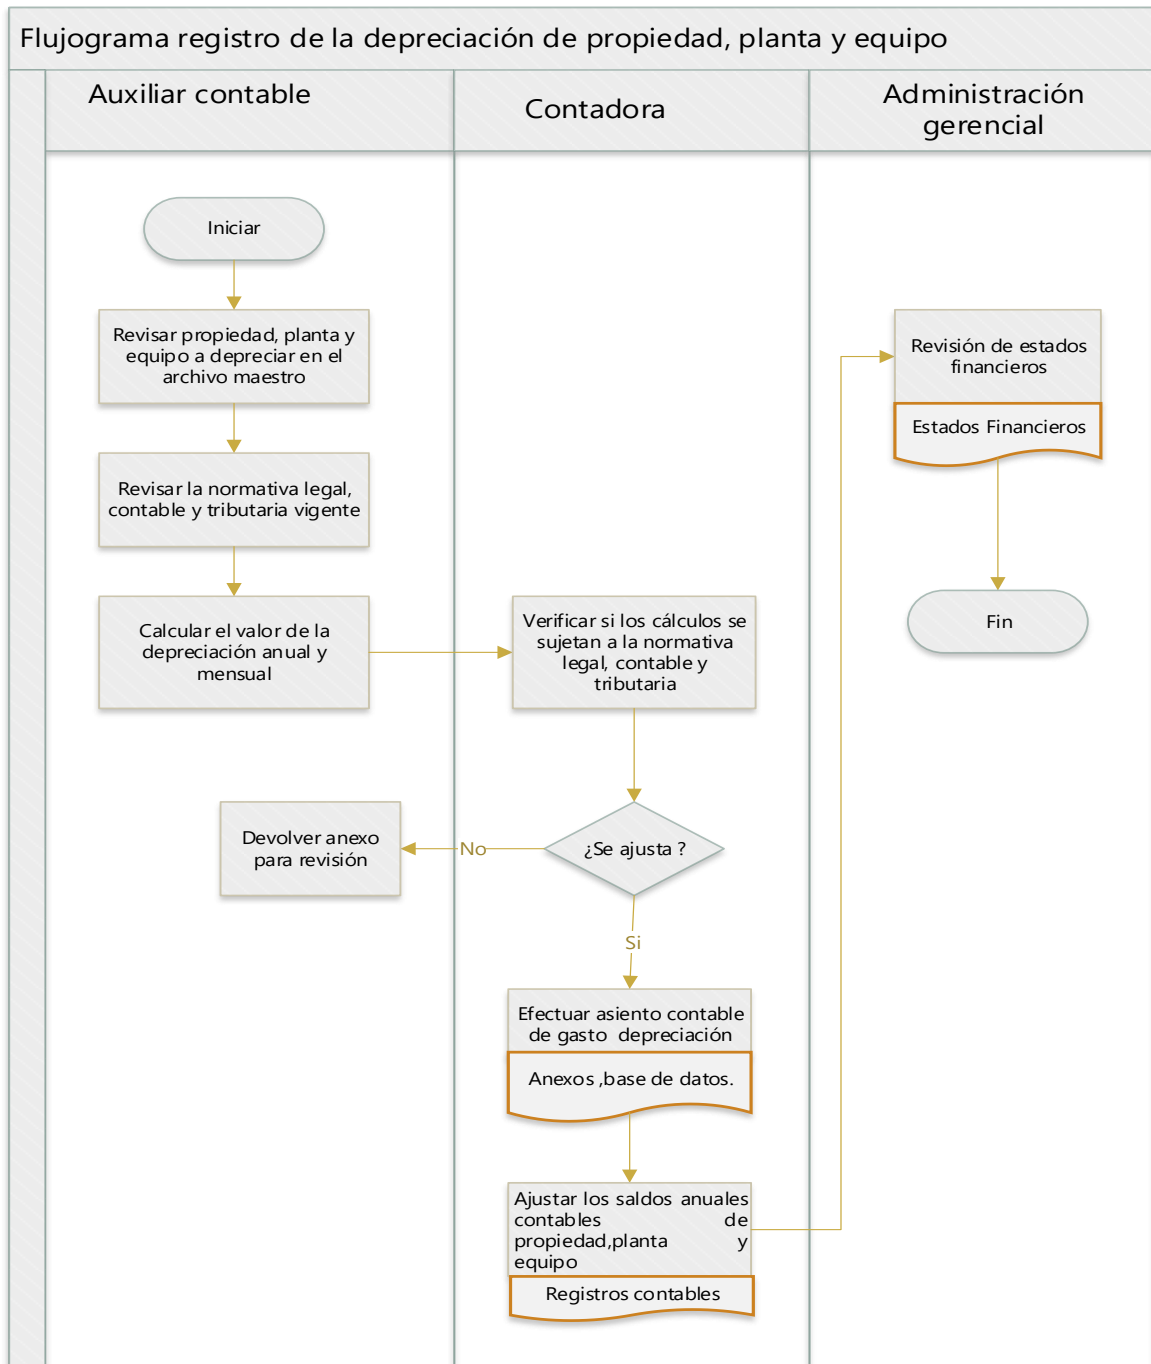 Flujograma registro de la depreciación de propiedad, planta y equipo
Auxiliar contable
Contadora
Administración
gerencial
Iniciar
Revisar propiedad, planta y
equipo a depreciar en el
archivo maestro
Revisar la normativa legal,
contable y tributaria vigente
Calcular el valor de la
depreciación anual y
mensual
Verificar si los cálculos se
sujetan a la normativa
legal, contable y
tributaria
¿Se ajusta ?
No
Devolver anexo
para revisión
Si
Efectuar asiento contable
de gasto depreciación
Anexos ,base de datos.
Ajustar los saldos anuales
contables de
propiedad,planta y
equipo
Registros contables
Revisión de estados
financieros
Estados Financieros
Fin